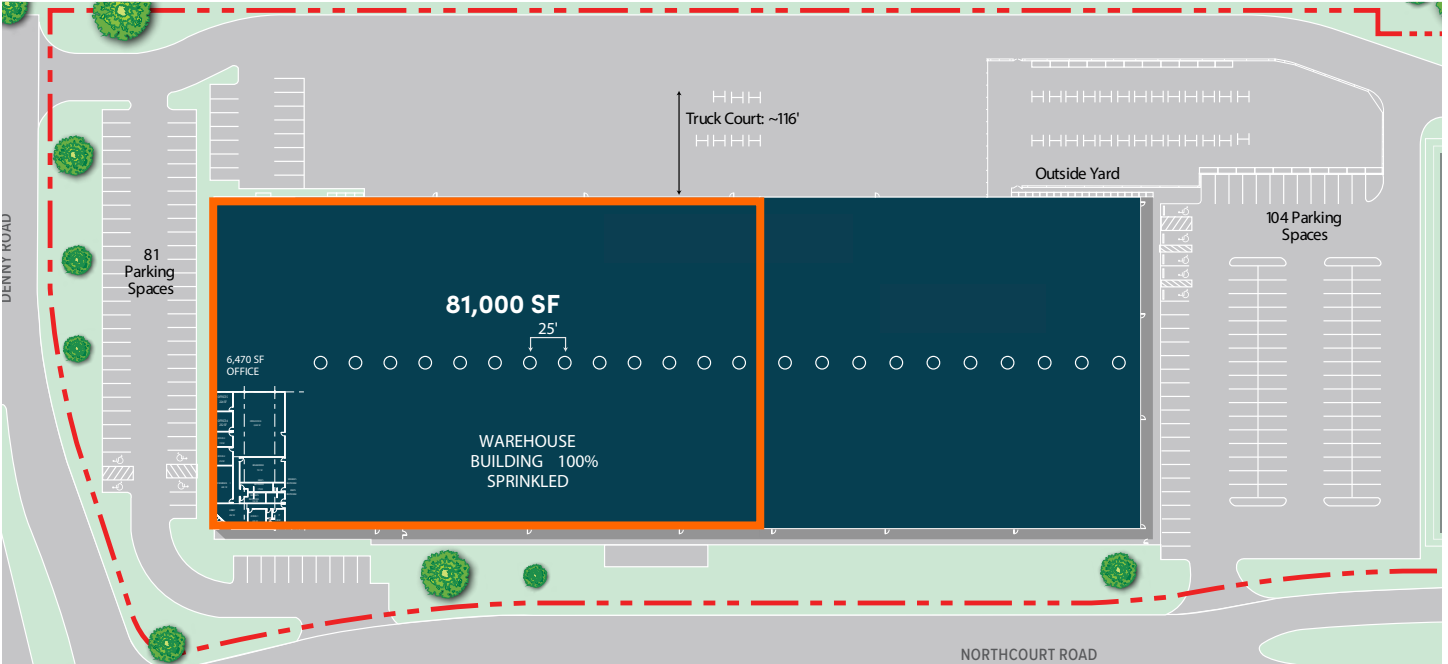 Truck Court: ~116'
Outside Yard
104 Parking
Spaces
DENNY ROAD
81
Parking
Spaces
81,000 SF
25'
6,470 SF
OFFICE
WAREHOUSE
BUILDING 100%
SPRINKLED
NORTHCOURT ROAD